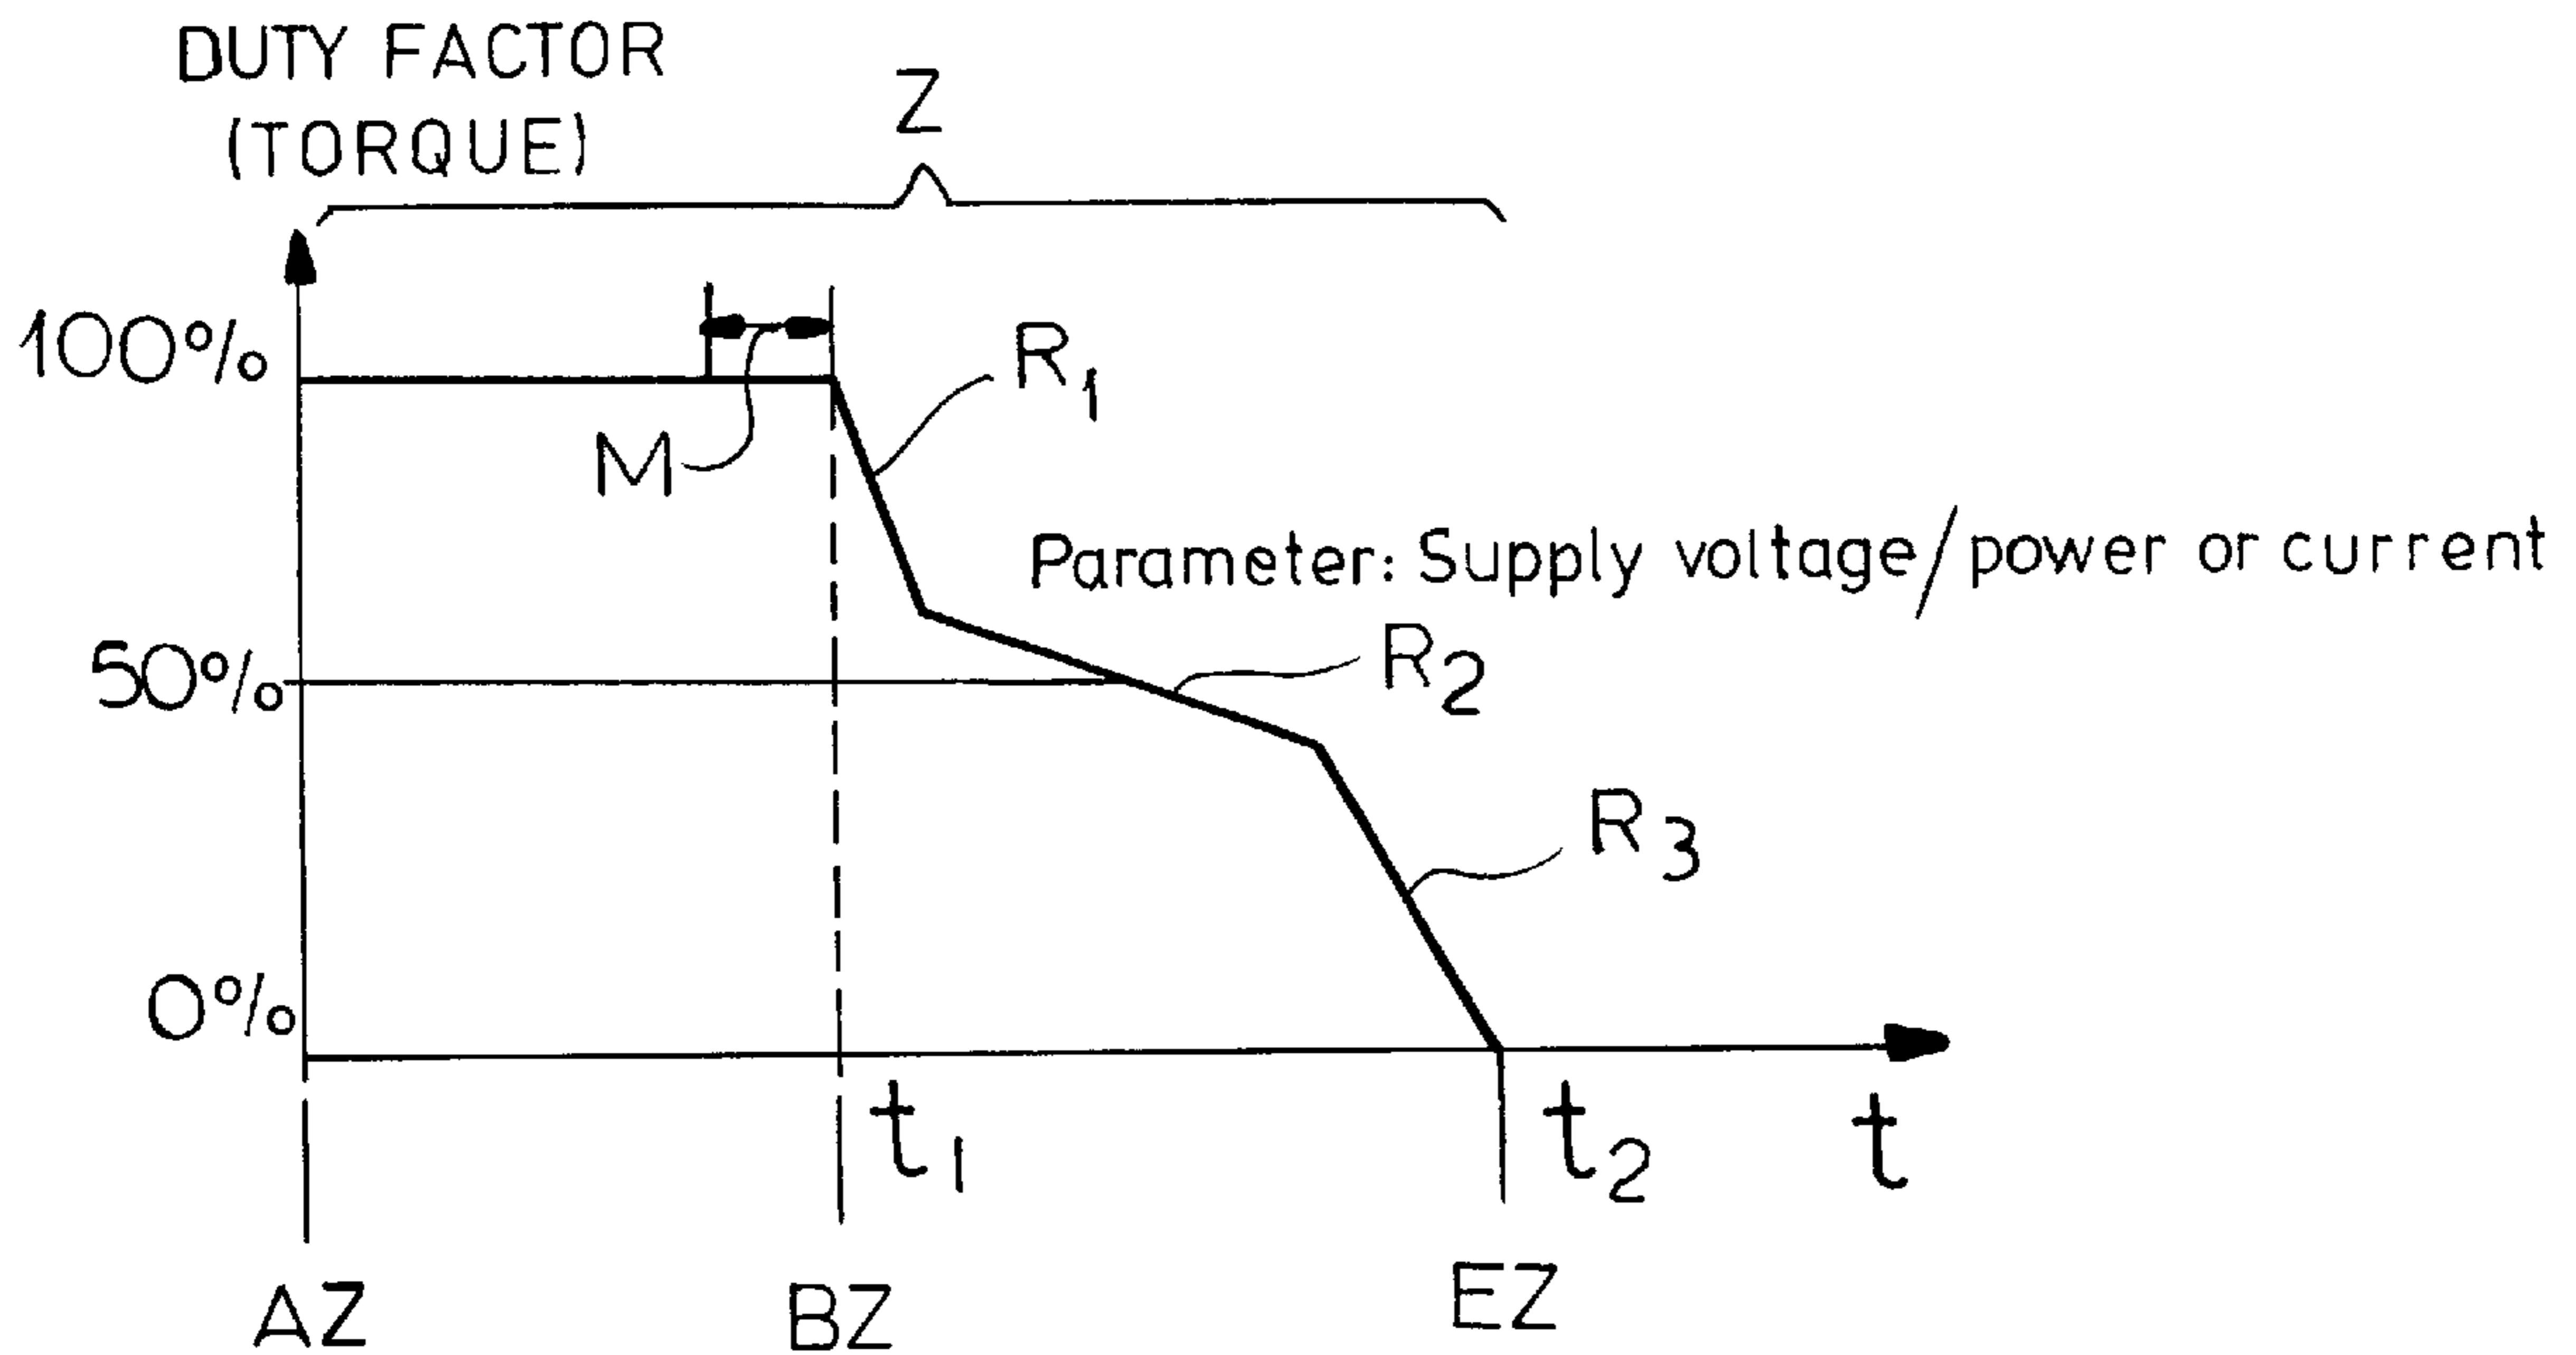 DUTY FACTOR
(TORQUE)
Z
100%
R1
M
Parameter: Supply voltage/power or current
50%
R2
R3
0%
t1
t2
t
AZ
BZ
EZ